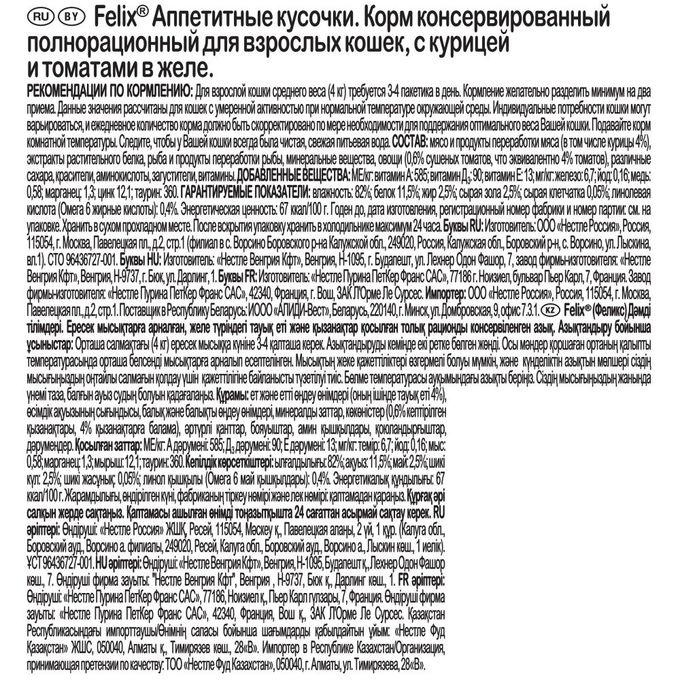 RU BY Felix® Аппетитные кусочки. Корм консервированный
полнорационный для взрослых кошек, с курицей
и томатами в желе.
РЕКОМЕНДАЦИИ ПО КОРМЛЕНИЮ: Для взрослой кошки среднего веса (4 кг) требуется 3-4 пакетика в день. Кормление желательно разделить минимум на два
приема. Данные значения рассчитаны для кошек с умеренной активностью при нормальной температуре окружающей среды. Индивидуальные потребности кошки могут
варьироваться, и ежедневное количество корма должно быть скорректировано по мере необходимости для поддержания оптимального веса Вашей кошки. Подавайте корм
комнатной температуры. Следите, чтобы у Вашей кошки всегда была чистая, свежая питьевая вода. СОСТАВ: мясо и продукты переработки мяса (в том числе курицы 4%),
экстракты растительного белка, рыба и продукты переработки рыбы, минеральные вещества, овощи (0,6% сушеных томатов, что эквивалентно 4% томатов), различные
сахара, красители, аминокислоты, загустители, витамины. ДОБАВЛЕННЫЕ ВЕЩЕСТВА: МЕ/кг: витамин А: 585; витамин Д₃: 90; витамин Е: 13; мг/кг: железо: 6,7; йод: 0,16; медь:
0,58; марганец: 1,3; цинк 12,1; таурин: 360. ГАРАНТИРУЕМЫЕ ПОКАЗАТЕЛИ: влажность: 82%, белок 11,5%, жир 2,5%, сырая зола 2,5%, сырая клетчатка 0,05%, линолевая
кислота (Омега 6 жирные кислоты): 0,4%. Энергетическая ценность: 67 ккал/100 г. Годен до, дата изготовления, регистрационный номер фабрики и номер партии: см. на
упаковке. Хранить в сухом прохладном месте. После вскрытия упаковку хранить в холодильнике максимум 24 часа. Буквы RU: Изготовитель: «ООО «Нестле Россия», Россия,
115054, г. Москва, Павелецкая пл., д.2, стр.1 (филиал в с. Ворсино Боровского р-на Калужской обл., 249020, Россия, Калужская обл., Боровский р-н, с. Ворсино, ул. Лыскина,
вл.1). СТО 96436727-001. Буквы HU: Изготовитель: «Нестле Венгрия Кфт», Венгрия, Н-1095, г. Будапешт, ул. Лехнер Одон Фашор, 7, завод фирмы-изготовителя: «Нестле
Венгрия Кфт», Венгрия, Н-9737, г. Бюк, ул. Дарлинг, 1. Буквы FR: Изготовитель: «Нестле Пурина ПетКер Франс САС», 77186 г. Ноизиел, бульвар Пьер Карл, 7, Франция. Завод
фирмы-изготовителя: «Нестле Пурина ПетКер Франс САС», 42340, Франция, г. Вош, ЗАК Л'Орме Ле Сурсес. Импортер: ООО «Нестле Россия», Россия, 115054, г. Москва,
Павелецкая пл., д.2, стр.1. Поставщик в Республику Беларусь: ИООО «АЛИДИ-Вест», Беларусь, 220140, г. Минск, ул. Домбровская, 9, офис 7.3.1. KZ Felix® (Феликс) Дәмді
тілімдері. Ересек мысықтарға арналған, желе түріндегі тауық еті және қызанақтар қосылған толық рационды консервіленген азық. Азықтандыру бойынша
ұсыныстар: Орташа салмақтағы (4 кг) ересек мысыққа күніне 3-4 қалташа керек. Азықтандыруды кемінде екі ретке бөлген жөнді. Осы мәндер қоршаған ортаның қалыпты
температурасында орташа белсенді мысықтарға арналып есептелінген. Мысықтың жеке қажеттіліктері өзгермелі болуы мүмкін, және күнделікті азықтың мөлшері сіздің
мысығыңыздың оңтайлы салмағын қолдау үшін қажеттілігіне байланысты түзетілуі тиіс. Бөлме температурасы ауқымындағы азықты беріңіз. Сіздің мысығыңыздың жанында
үнемі таза, балғын ауыз судың болуын қадағалаңыз. Құрамы: ет және етті өңдеу өнімдері (оның ішінде тауық еті 4%),
өсімдік ақуызының сығындысы, балық және балықты өңдеу өнімдері, минералды заттар, көкөністер (0,6% кептірілген
қызанақтары, 4% қызанақтарға балама), әртүрлі қанттар, бояуыштар, амин қышқылдары, қоюландырғыштар,
дәрумендер. Қосылған заттар: МЕ/кг: А дәрумені: 585; Д₃ дәрумені: 90; Е дәрумені: 13; мг/кг: темір: 6,7; йод: 0,16; мыс:
0,58; марганец: 1,3; мырыш: 12,1; таурин: 360. Кепілдік көрсеткіштері: ылғалдылығы: 82%; ақуыз: 11,5%; май: 2,5%; шикі
күл: 2,5%; шикі жасұнық: 0,05%; линол қышқылы (Омега 6 май қышқылдары): 0,4%. Энергетикалық құндылығы: 67
ккал/100 г. Жарамдылығы, өндірілген күні, фабриканың тіркеу нөмірі және лек нөмірі: қаптамадан қараңыз. Құрғақ әрі
салқын жерде сақтаңыз. Қаптамасы ашылған өнімді тоңазытқышта 24 сағаттан асырмай сақтау керек. RU
әріптері: Өндіруші: «Нестле Россия» ЖШҚ, Ресей, 115054, Мәскеу қ., Павелецкая алаңы, 2 үй, 1 құр. (Калуга обл.,
Боровский ауд., Ворсино а. филиалы, 249020, Ресей, Калуга обл., Боровский ауд., Ворсино а., Лыскин көш., 1 иелік).
ҰСТ 96436727-001. HU әріптері: Өндіруші: «Нестле Венгрия Кфт», Венгрия, Н-1095, Будапешт қ., Лехнер Одон Фашор
көш., 7. Өндіруші фирма зауыты: "Нестле Венгрия Кфт", Венгрия , Н-9737, Бюк қ., Дарлинг көш., 1. FR әріптері:
Өндіруші: «Нестле Пурина ПетКер Франс САС», 77186, Ноизиел қ., Пьер Карл гүлзары, 7, Франция. Өндіруші фирма
зауыты: «Нестле Пурина ПетКер Франс САС», 42340, Франция, Вош қ., ЗАК Л'Орме Ле Сурсес. Қазақстан
Республикасындағы импорттаушы/Өнімнің сапасы бойынша шағымдарды қабылдайтын ұйым: «Нестле Фуд
Қазақстан» ЖШС, 050040, Алматы қ., Тимирязев көш., 28«В». Импортер в Республике Казахстан/Организация,
принимающая претензии по качеству: ТОО «Нестле Фуд Казахстан», 050040, г. Алматы, ул. Тимирязева, 28«В».